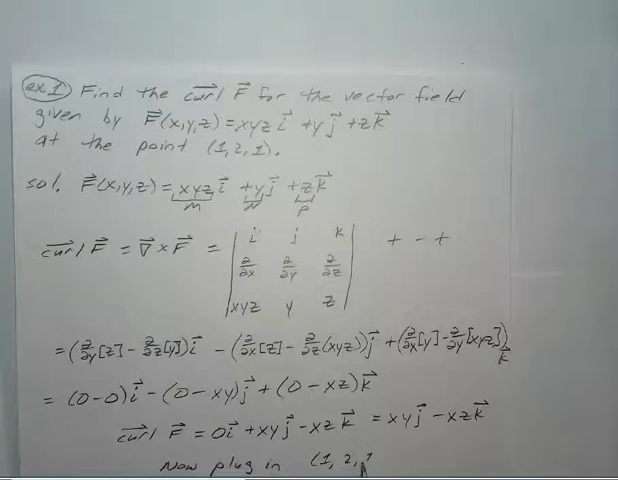 ex.1 Find the curl F⃗ for the vector field
given by F⃗(x,y,z) = xyz i⃗ + y j⃗ + z k⃗
at the point (1,2,1).
sol. F⃗(x,y,z) = xyz i⃗ + y j⃗ + z k⃗
M N P
curl F⃗ = ∇⃗ × F⃗ = | i j k | + - +
∂/∂x ∂/∂y ∂/∂z
xyz y z
= (∂/∂y[z] - ∂/∂z[y]) i⃗ - (∂/∂x[z] - ∂/∂z(xyz)) j⃗ + (∂/∂x[y] - ∂/∂y[xyz]) k⃗
= (0-0) i⃗ - (0-xy) j⃗ + (0-xz) k⃗
curl F⃗ = 0 i⃗ + xy j⃗ - xz k⃗ = xy j⃗ - xz k⃗
Now plug in (1, 2, 1